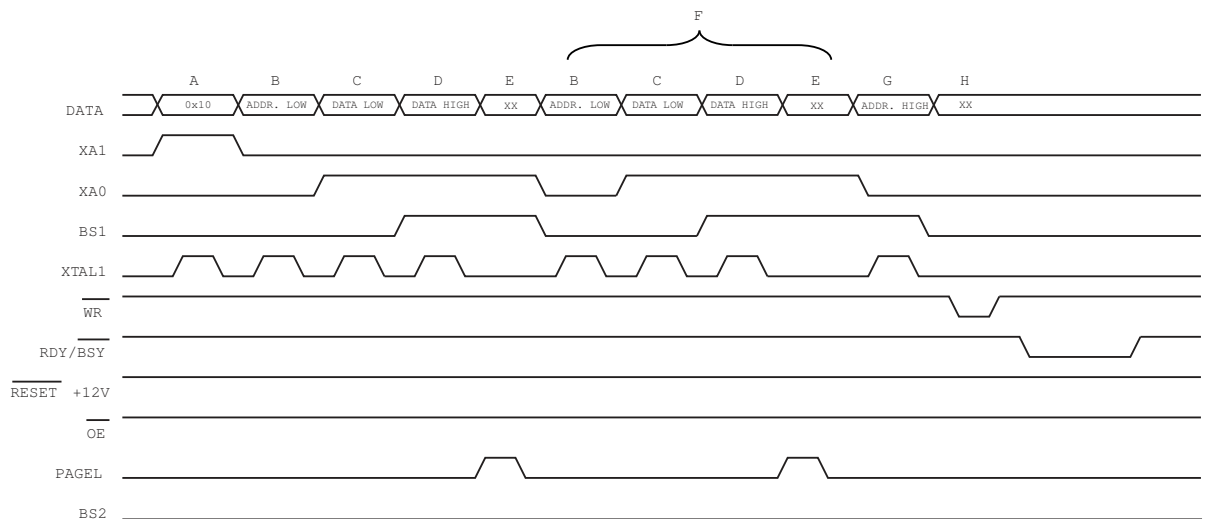 F
A B C D E B C D E G H
DATA 0x10 ADDR. LOW DATA LOW DATA HIGH XX ADDR. LOW DATA LOW DATA HIGH XX ADDR. HIGH XX
XA1
XA0
BS1
XTAL1
WR
RDY/BSY
RESET +12V
OE
PAGEL
BS2